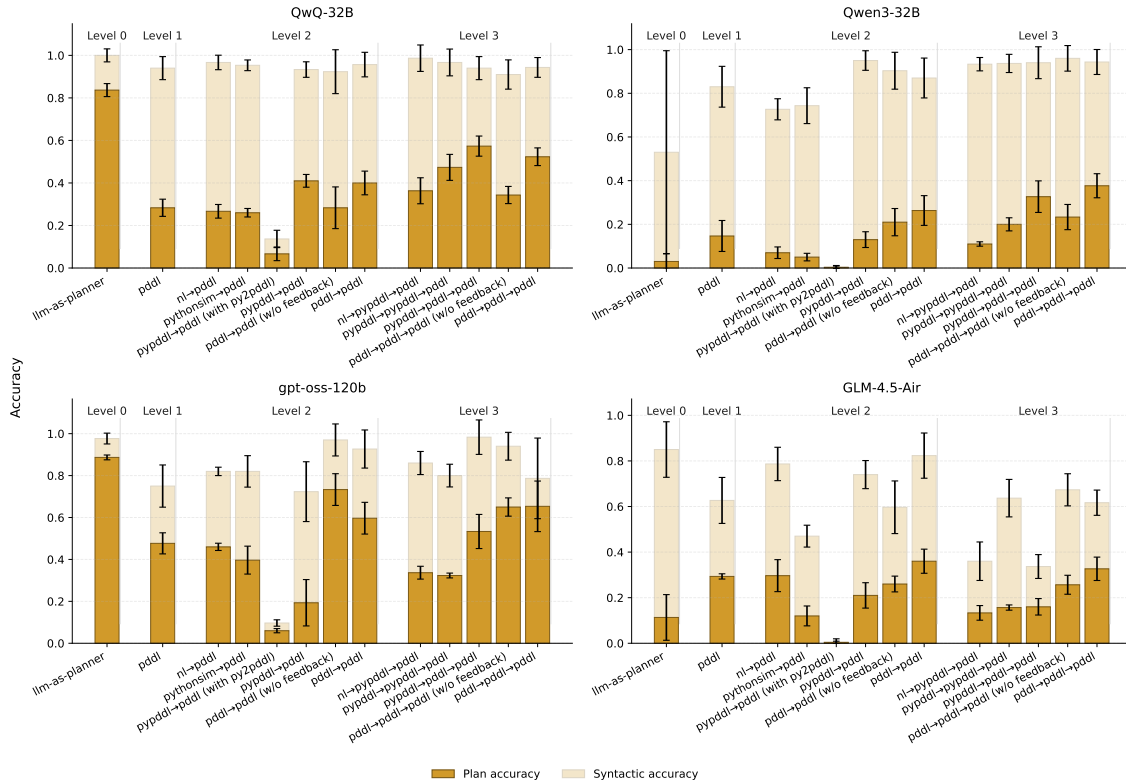 QwQ-32B
Level 0
Level 1
Level 2
Level 3
1.0
0.8
0.6
0.4
0.2
0.0
llm-as-planner
pddl
nl→pddl
pythonsim→pddl
pypddl→pddl (with py2pddl)
pypddl→pddl
pddl→pddl (w/o feedback)
pddl→pddl
nl→pypddl→pddl
pypddl→pypddl→pddl
pypddl→pddl→pddl
pddl→pddl→pddl (w/o feedback)
pddl→pddl→pddl
Qwen3-32B
Level 0
Level 1
Level 2
Level 3
1.0
0.8
0.6
0.4
0.2
0.0
llm-as-planner
pddl
nl→pddl
pythonsim→pddl
pypddl→pddl (with py2pddl)
pypddl→pddl
pddl→pddl (w/o feedback)
pddl→pddl
nl→pypddl→pddl
pypddl→pypddl→pddl
pypddl→pddl→pddl
pddl→pddl→pddl (w/o feedback)
pddl→pddl→pddl
Accuracy
gpt-oss-120b
Level 0
Level 1
Level 2
Level 3
1.0
0.8
0.6
0.4
0.2
0.0
llm-as-planner
pddl
nl→pddl
pythonsim→pddl
pypddl→pddl (with py2pddl)
pypddl→pddl
pddl→pddl (w/o feedback)
pddl→pddl
nl→pypddl→pddl
pypddl→pypddl→pddl
pypddl→pddl→pddl
pddl→pddl→pddl (w/o feedback)
pddl→pddl→pddl
GLM-4.5-Air
Level 0
Level 1
Level 2
Level 3
1.0
0.8
0.6
0.4
0.2
0.0
llm-as-planner
pddl
nl→pddl
pythonsim→pddl
pypddl→pddl (with py2pddl)
pypddl→pddl
pddl→pddl (w/o feedback)
pddl→pddl
nl→pypddl→pddl
pypddl→pypddl→pddl
pypddl→pddl→pddl
pddl→pddl→pddl (w/o feedback)
pddl→pddl→pddl
Plan accuracy
Syntactic accuracy